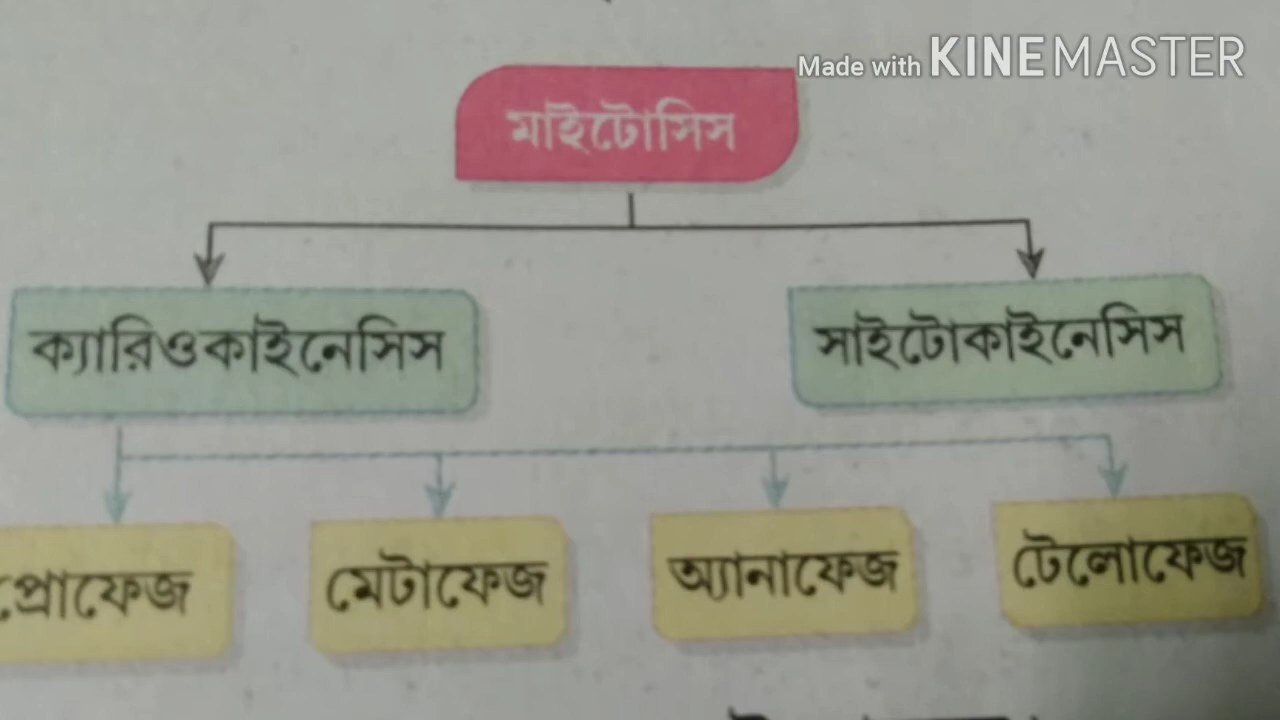 Made with KINEMASTER
মাইটোসিস
ক্যারিওকাইনেসিস সাইটোকাইনেসিস
প্রোফেজ মেটাফেজ অ্যানাফেজ টেলোফেজ